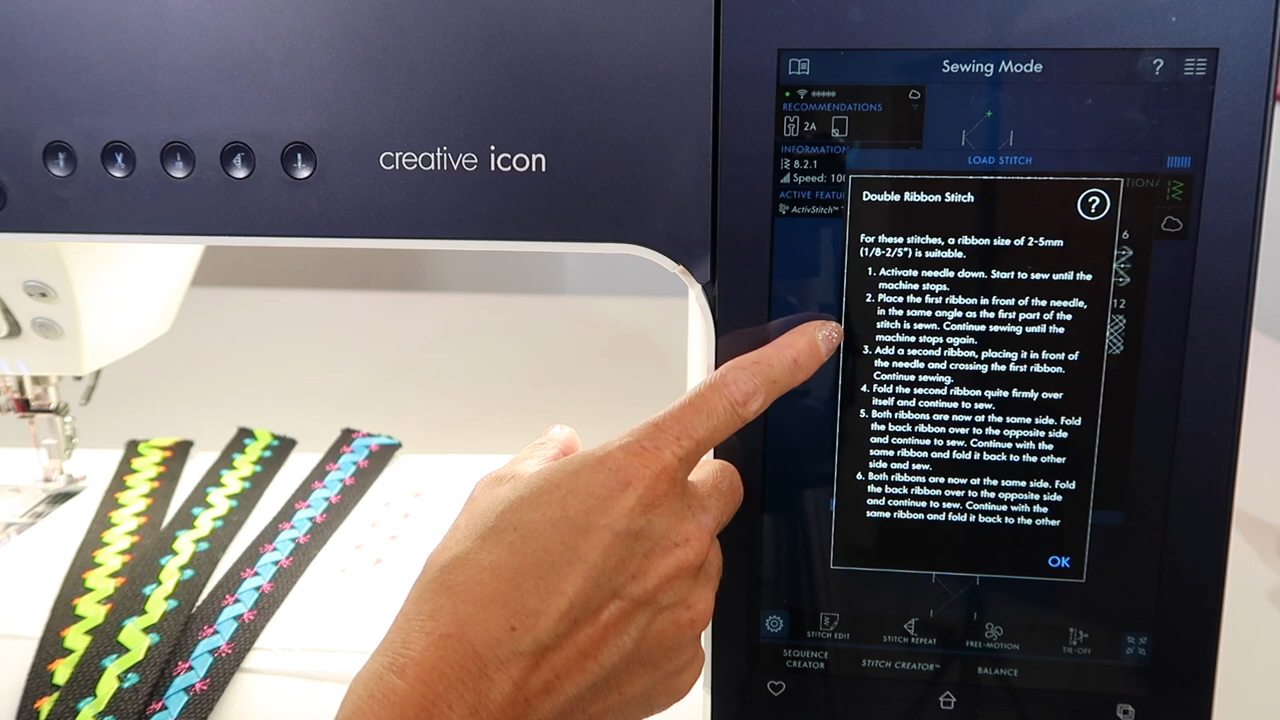 creative icon
Sewing Mode
?
RECOMMENDATIONS
2A
INFORMATION
8.2.1
Speed: 100
ACTIVE FEATU
ActivStitch™
LOAD STITCH
TIONA
6
12
Double Ribbon Stitch
?
For these stitches, a ribbon size of 2-5mm
(1/8-2/5") is suitable.
1. Activate needle down. Start to sew until the
machine stops.
2. Place the first ribbon in front of the needle,
in the same angle as the first part of the
stitch is sewn. Continue sewing until the
machine stops again.
3. Add a second ribbon, placing it in front of
the needle and crossing the first ribbon.
Continue sewing.
4. Fold the second ribbon quite firmly over
itself and continue to sew.
5. Both ribbons are now at the same side. Fold
the back ribbon over to the opposite side
and continue to sew. Continue with the
same ribbon and fold it back to the other
side and sew.
6. Both ribbons are now at the same side. Fold
the back ribbon over to the opposite side
and continue to sew. Continue with the
same ribbon and fold it back to the other
OK
STITCH EDIT
STITCH REPEAT
FREE-MOTION
TIE-OFF
SEQUENCE
CREATOR
STITCH CREATOR™
BALANCE